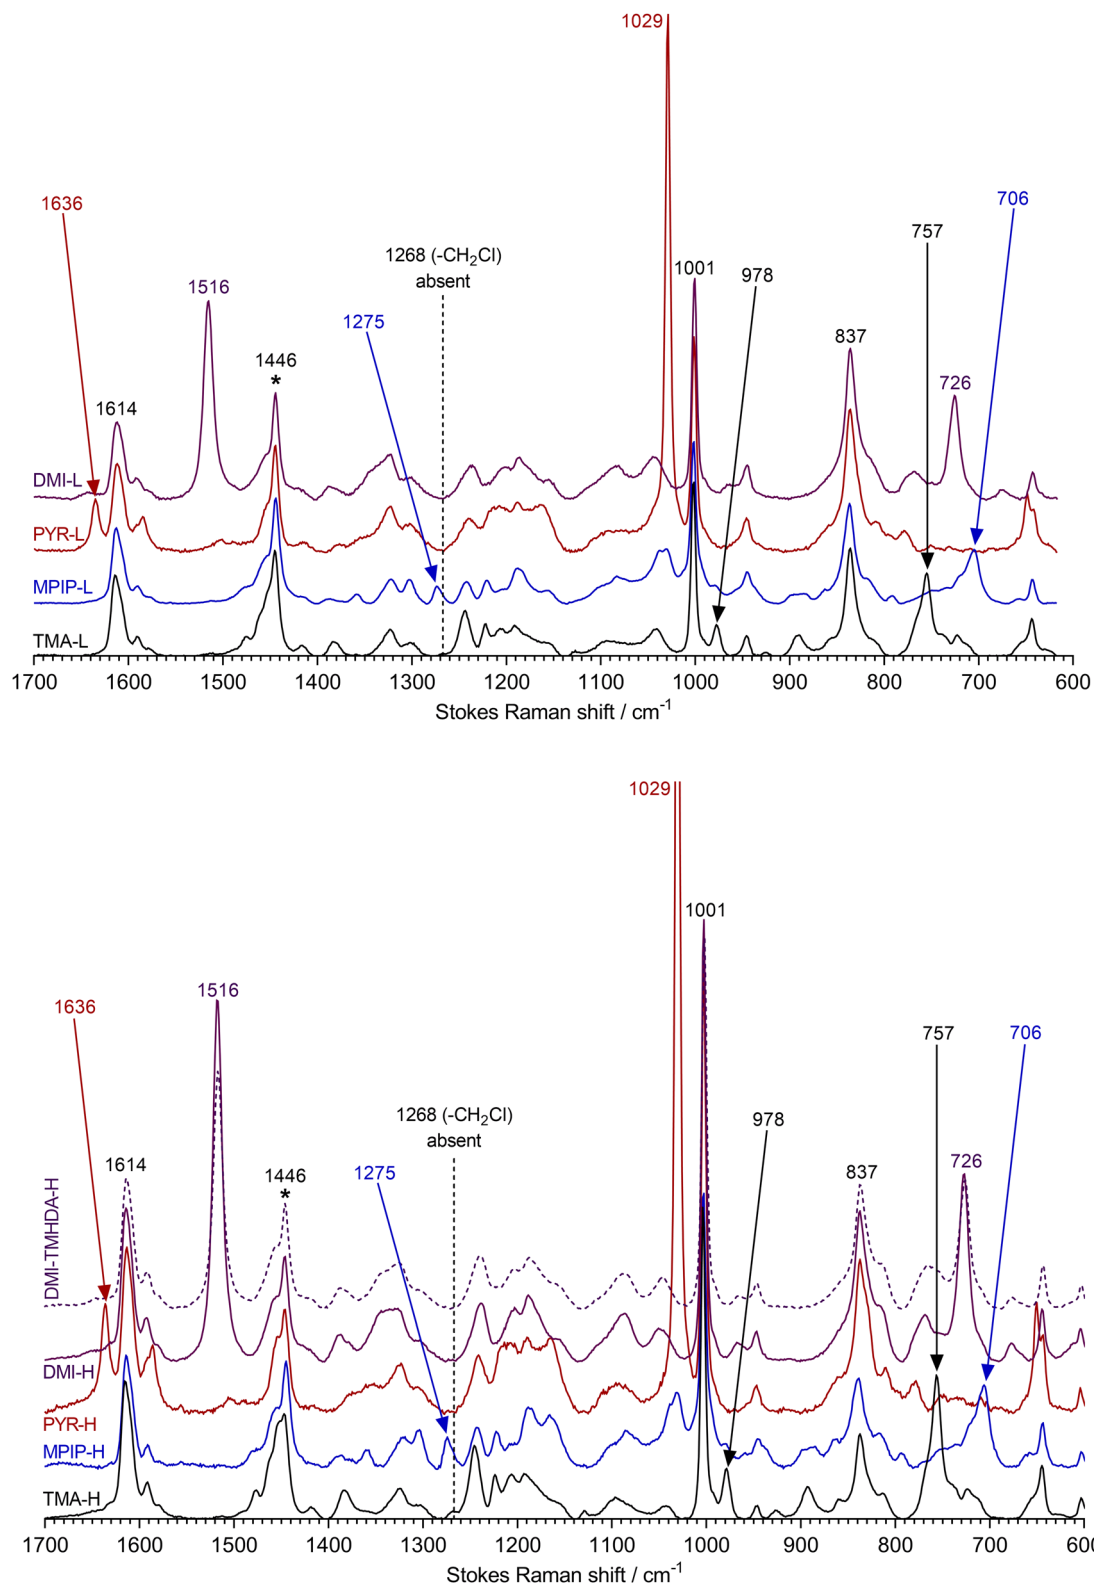 1029
1636
706
757
1268 (-CH₂Cl)
absent
1001
978
1516
1275
837
1446
*
726
1614
DMI-L
PYR-L
MPIP-L
TMA-L
1700 1600 1500 1400 1300 1200 1100 1000 900 800 700 600
Stokes Raman shift / cm⁻¹
1029
1001
1516
1636
757
706
1268 (-CH₂Cl)
absent
978
1614
1446
*
1275
837
726
DMI-TMHDA-H
DMI-H
PYR-H
MPIP-H
TMA-H
1700 1600 1500 1400 1300 1200 1100 1000 900 800 700 600
Stokes Raman shift / cm⁻¹